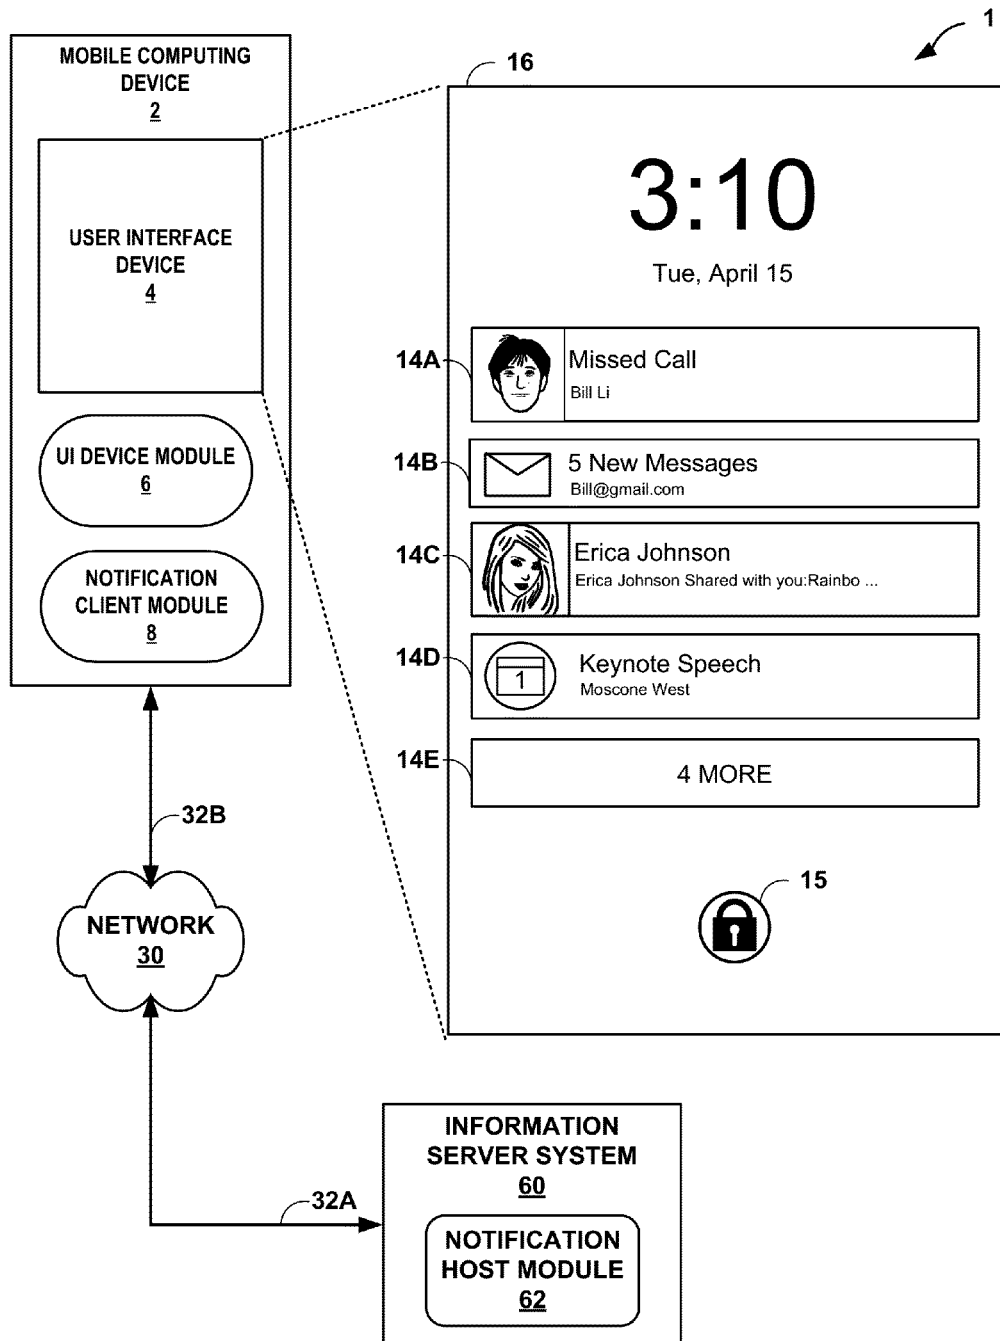 1
MOBILE COMPUTING
DEVICE
2
USER INTERFACE
DEVICE
4
UI DEVICE MODULE
6
NOTIFICATION
CLIENT MODULE
8
16
3:10
Tue, April 15
14A
Missed Call
Bill Li
14B
5 New Messages
Bill@gmail.com
14C
Erica Johnson
Erica Johnson Shared with you:Rainbo ...
14D
1
Keynote Speech
Moscone West
14E
4 MORE
15
32B
NETWORK
30
32A
INFORMATION
SERVER SYSTEM
60
NOTIFICATION
HOST MODULE
62